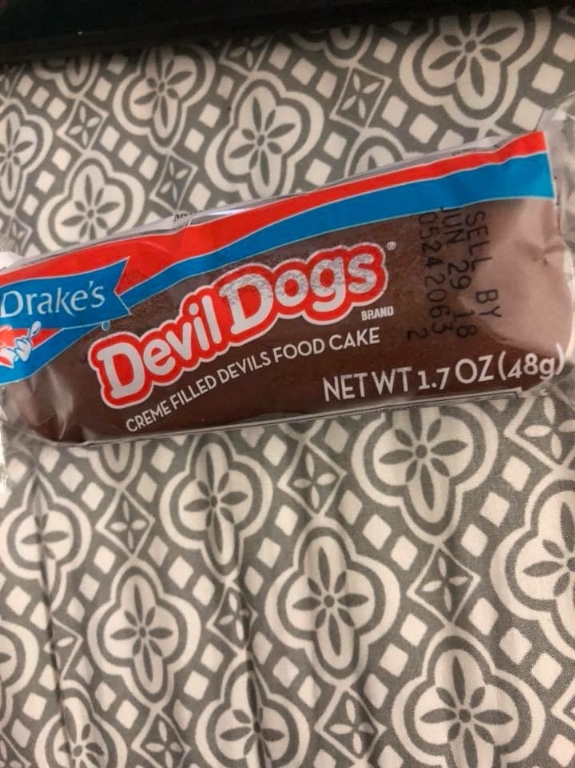 Drake's
Devil Dogs®
BRAND
CREME FILLED DEVILS FOOD CAKE
NET WT 1.7 OZ (48g)
SELL BY
JUN 29 18
05242063 2